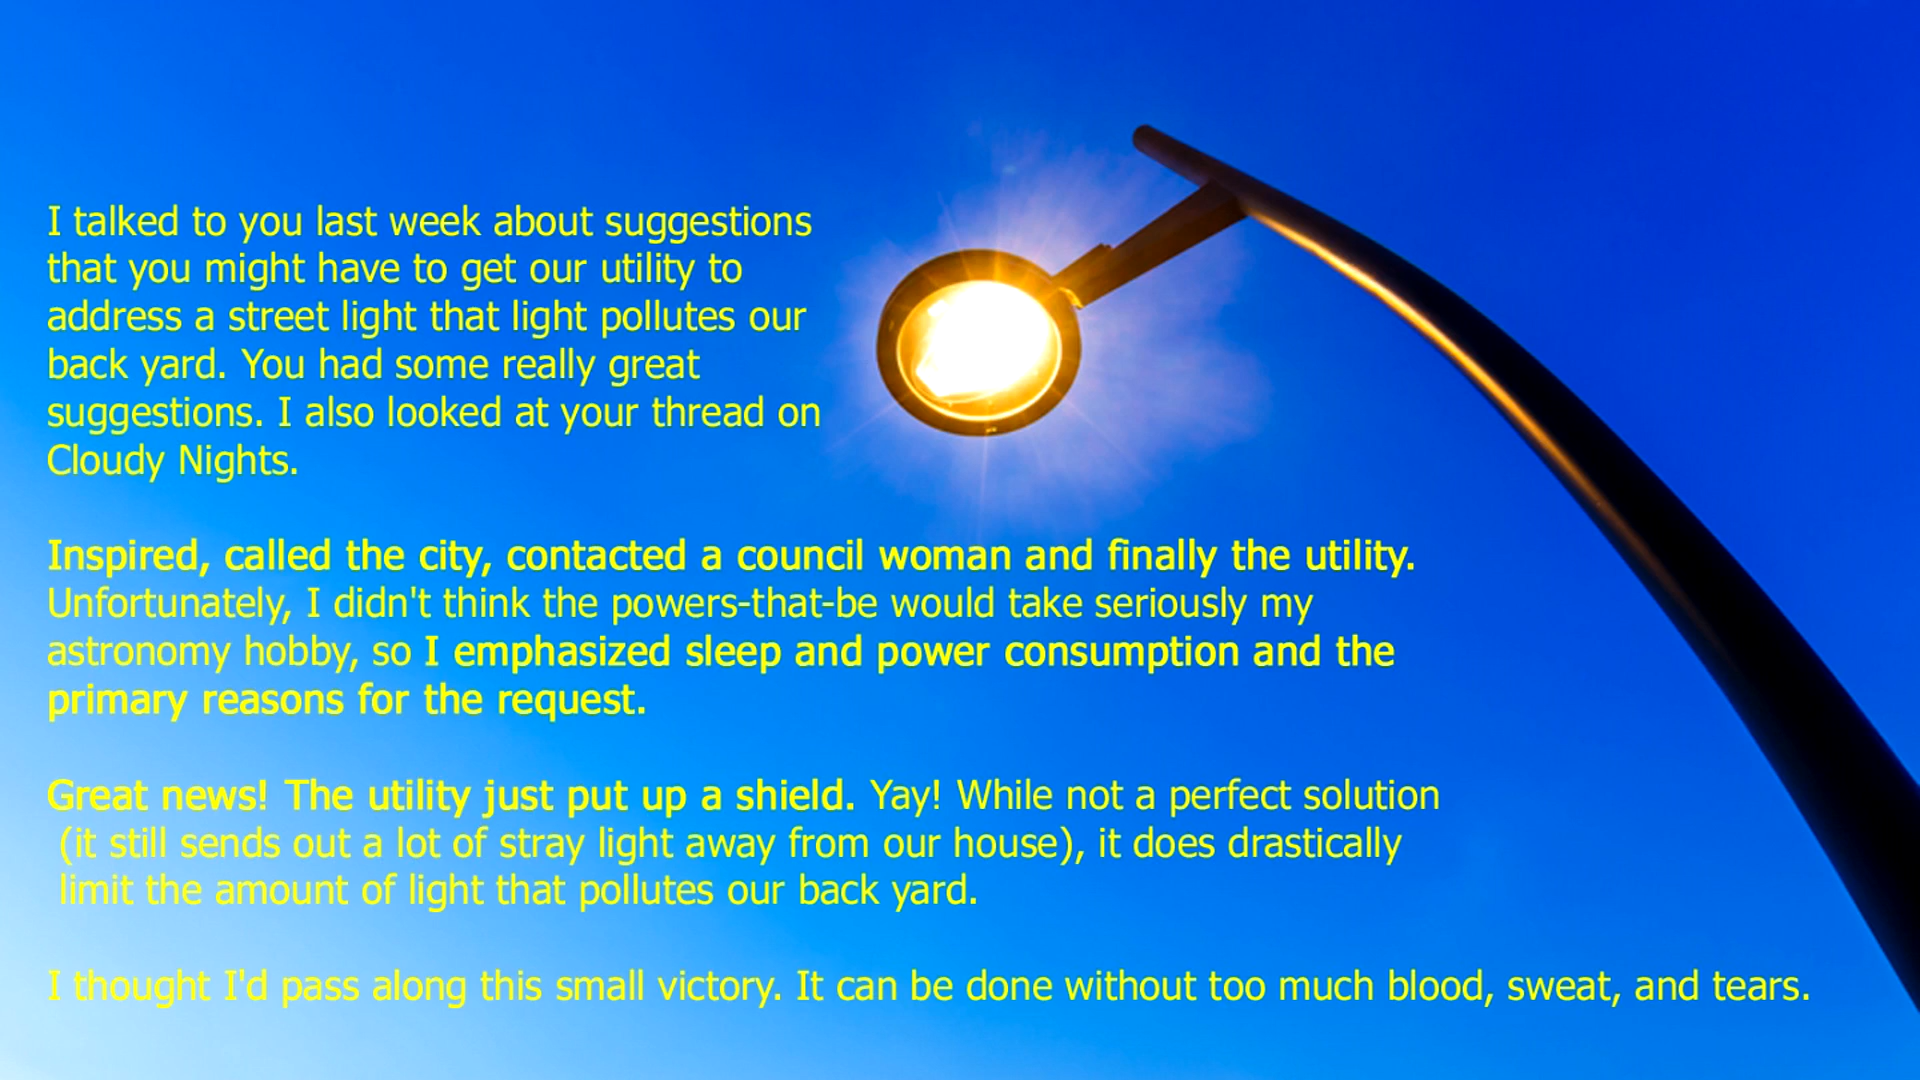 I talked to you last week about suggestions
that you might have to get our utility to
address a street light that light pollutes our
back yard. You had some really great
suggestions. I also looked at your thread on
Cloudy Nights.
Inspired, called the city, contacted a council woman and finally the utility.
Unfortunately, I didn't think the powers-that-be would take seriously my
astronomy hobby, so I emphasized sleep and power consumption and the
primary reasons for the request.
Great news! The utility just put up a shield. Yay! While not a perfect solution
(it still sends out a lot of stray light away from our house), it does drastically
limit the amount of light that pollutes our back yard.
I thought I'd pass along this small victory. It can be done without too much blood, sweat, and tears.